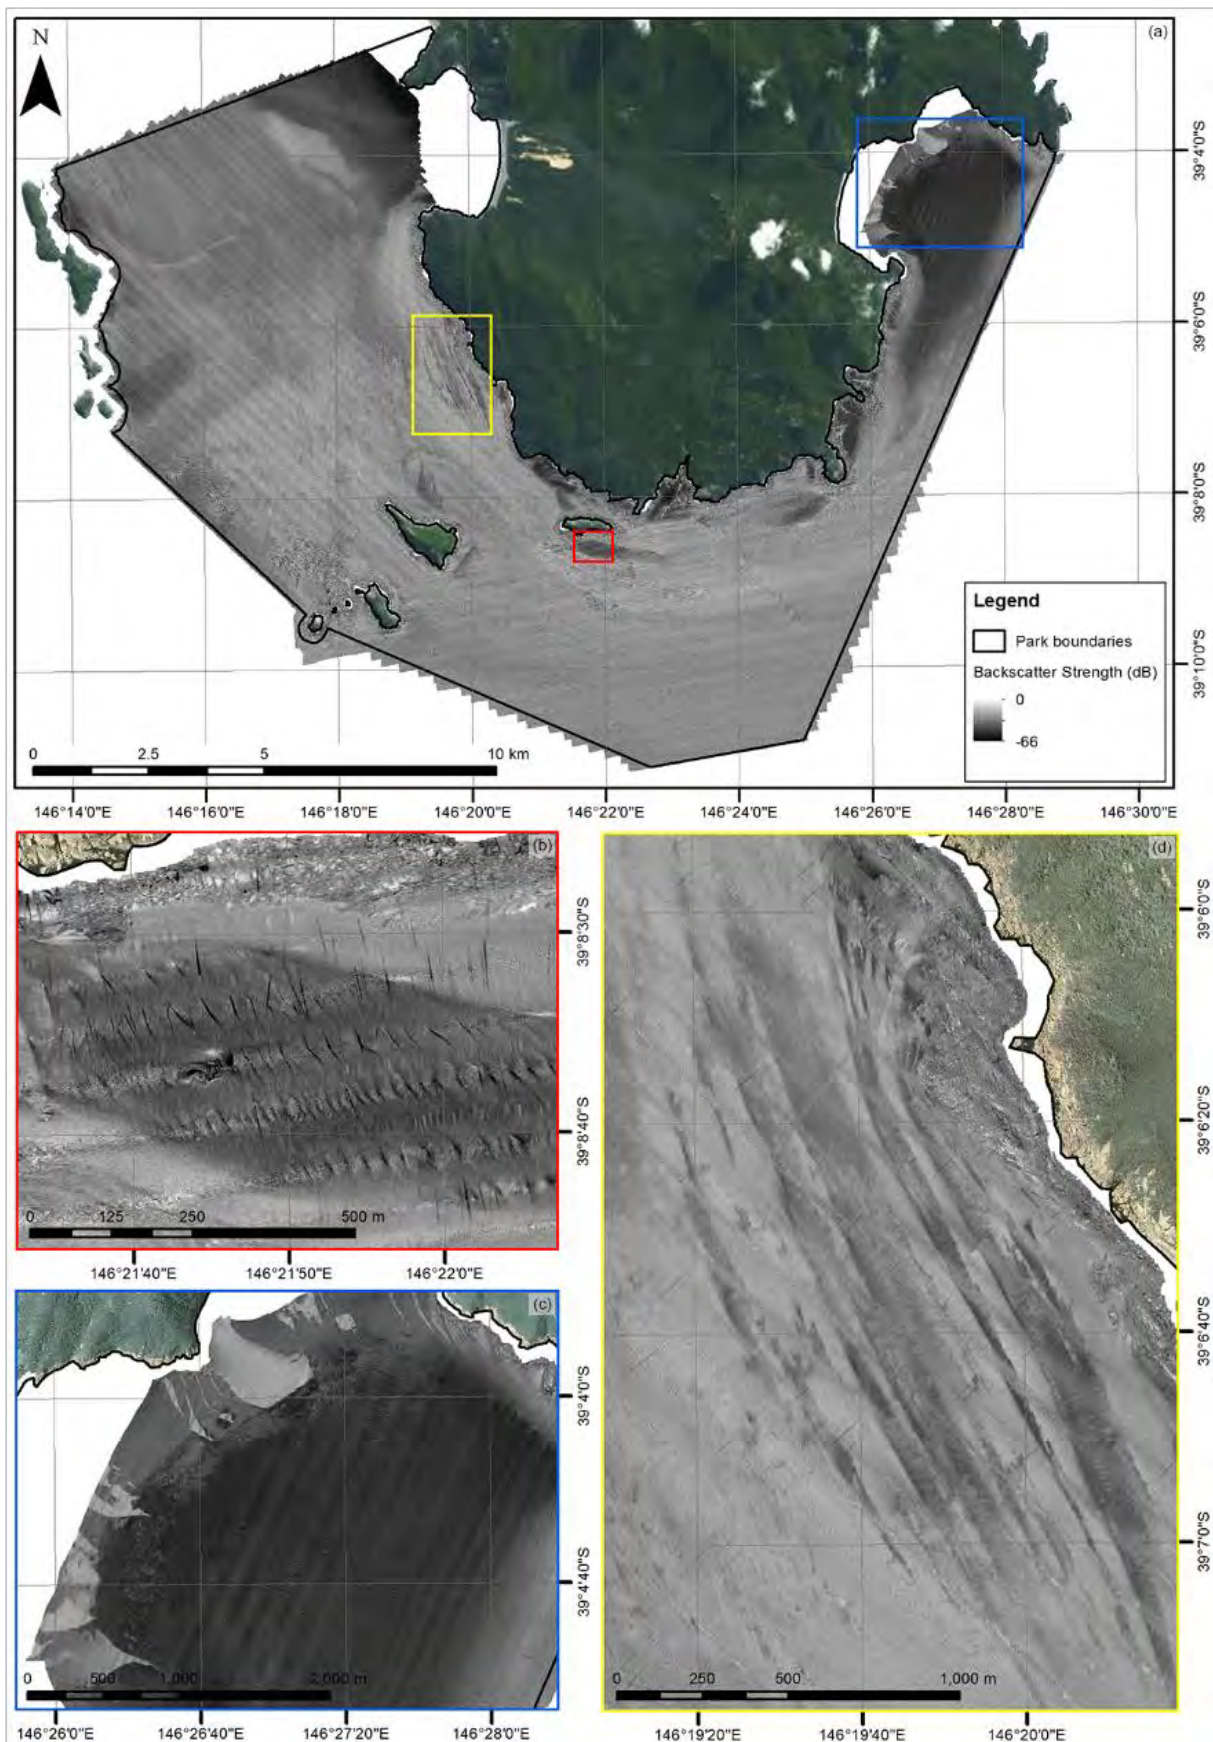 (a)
N
39°4'0"S
39°6'0"S
39°8'0"S
39°10'0"S
Legend
Park boundaries
Backscatter Strength (dB)
0
-66
0 2.5 5 10 km
146°14'0"E 146°16'0"E 146°18'0"E 146°20'0"E 146°22'0"E 146°24'0"E 146°26'0"E 146°28'0"E 146°30'0"E
(b)
39°8'30"S
39°8'40"S
0 125 250 500 m
146°21'40"E 146°21'50"E 146°22'0"E
(c)
39°4'0"S
39°4'40"S
0 500 1,000 2,000 m
146°26'0"E 146°26'40"E 146°27'20"E 146°28'0"E
(d)
39°6'0"S
39°6'20"S
39°6'40"S
39°7'0"S
0 250 500 1,000 m
146°19'20"E 146°19'40"E 146°20'0"E